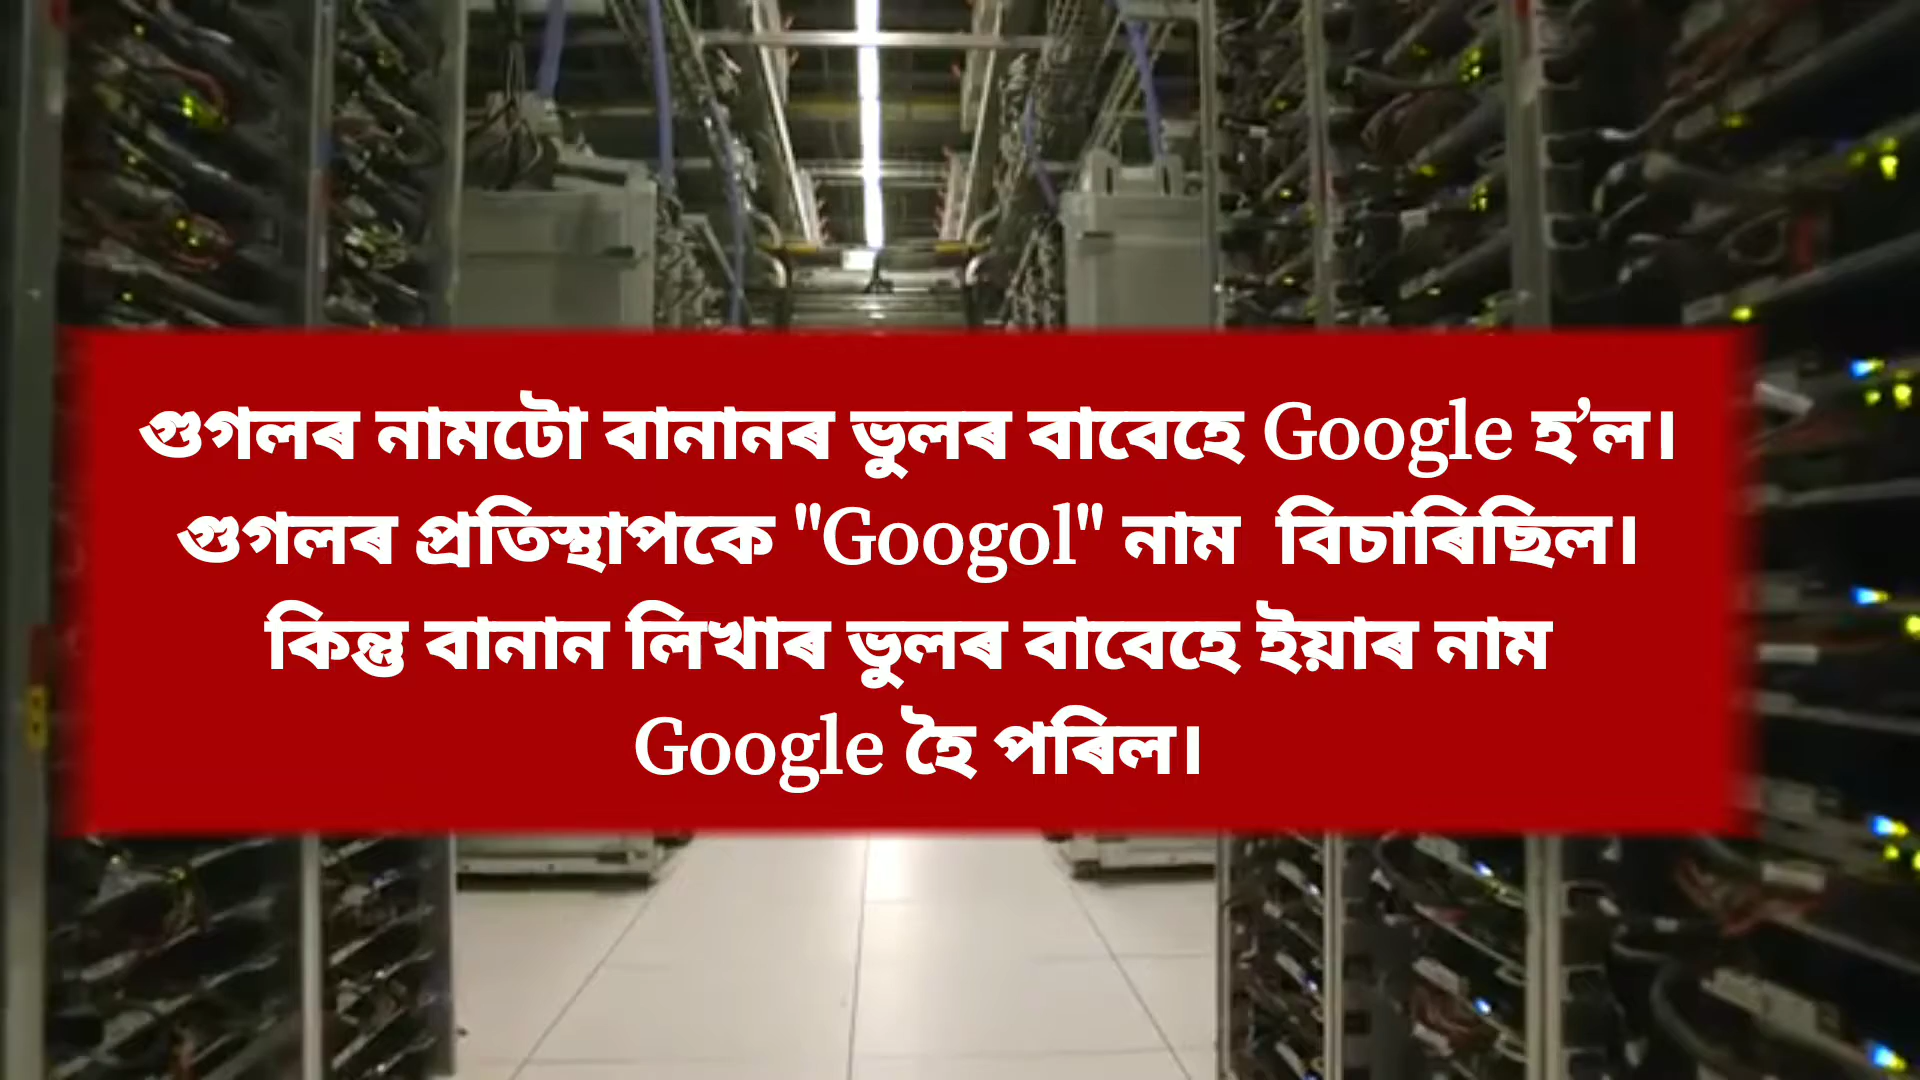 গুগলৰ নামটো বানানৰ ভুলৰ বাবেহে Google হ’ল।
গুগলৰ প্ৰতিস্থাপকে "Googol" নাম  বিচাৰিছিল।
কিন্তু বানান লিখাৰ ভুলৰ বাবেহে ইয়াৰ নাম
Google হৈ পৰিল।